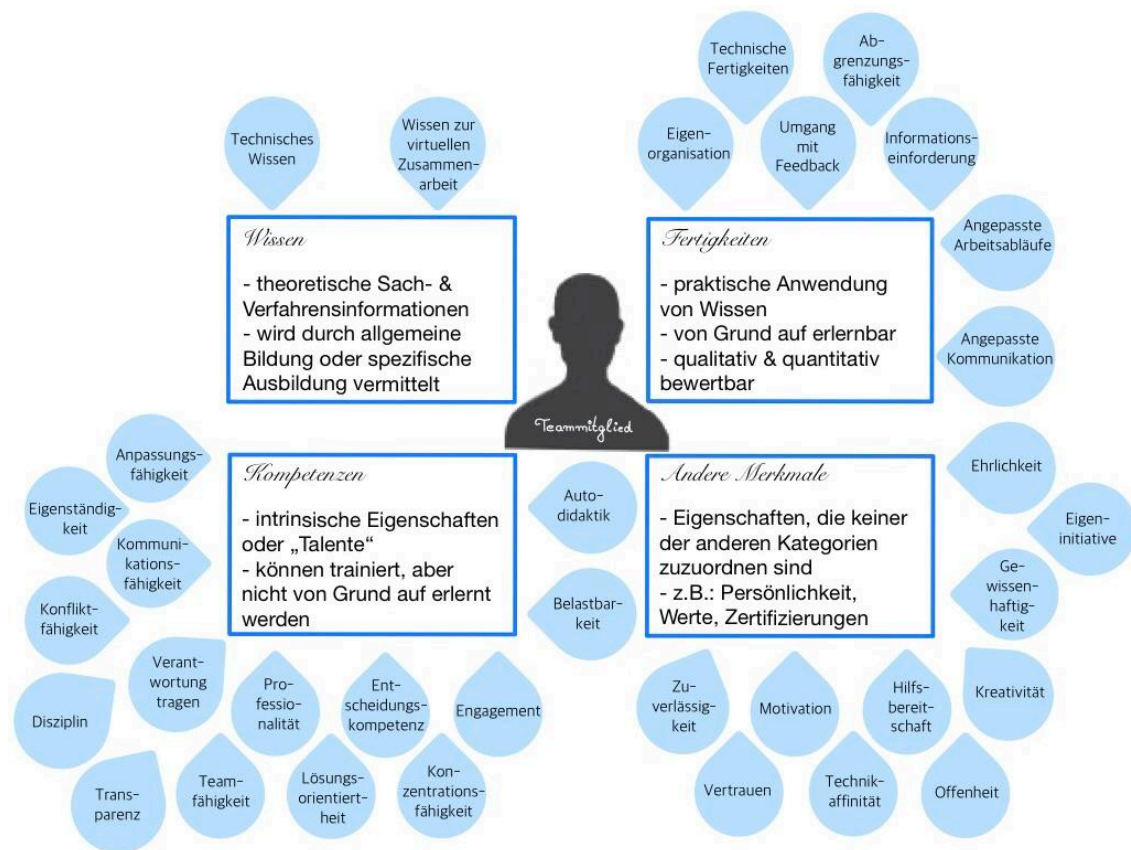 Technisches
Wissen
Wissen zur
virtuellen
Zusammen-
arbeit
Technische
Fertigkeiten
Ab-
grenzungs-
fähigkeit
Eigen-
organisation
Umgang
mit
Feedback
Informations-
einforderung
Angepasste
Arbeitsabläufe
Angepasste
Kommunikation
Wissen
- theoretische Sach- &
Verfahrensinformationen
- wird durch allgemeine
Bildung oder spezifische
Ausbildung vermittelt
Fertigkeiten
- praktische Anwendung
von Wissen
- von Grund auf erlernbar
- qualitativ & quantitativ
bewertbar
Teammitglied
Kompetenzen
- intrinsische Eigenschaften
oder „Talente“
- können trainiert, aber
nicht von Grund auf erlernt
werden
Anpassungs-
fähigkeit
Eigenständig-
keit
Kommuni-
kationsfähigkeit
Konflikt-
fähigkeit
Verant-
wortung
tragen
Disziplin
Trans-
parenz
Team-
fähigkeit
Pro-
fessio-
nalität
Lösungs-
orientiert-
heit
Ent-
scheidungs-
kompetenz
Kon-
zentrations-
fähigkeit
Engagement
Auto-
didaktik
Belastbar-
keit
Andere Merkmale
- Eigenschaften, die keiner
der anderen Kategorien
zuzuordnen sind
- z.B.: Persönlichkeit,
Werte, Zertifizierungen
Ehrlichkeit
Eigen-
initiative
Ge-
wissen-
haftig-
keit
Kreativität
Zu-
verlässig-
keit
Motivation
Hilfs-
bereit-
schaft
Vertrauen
Technik-
affinität
Offenheit